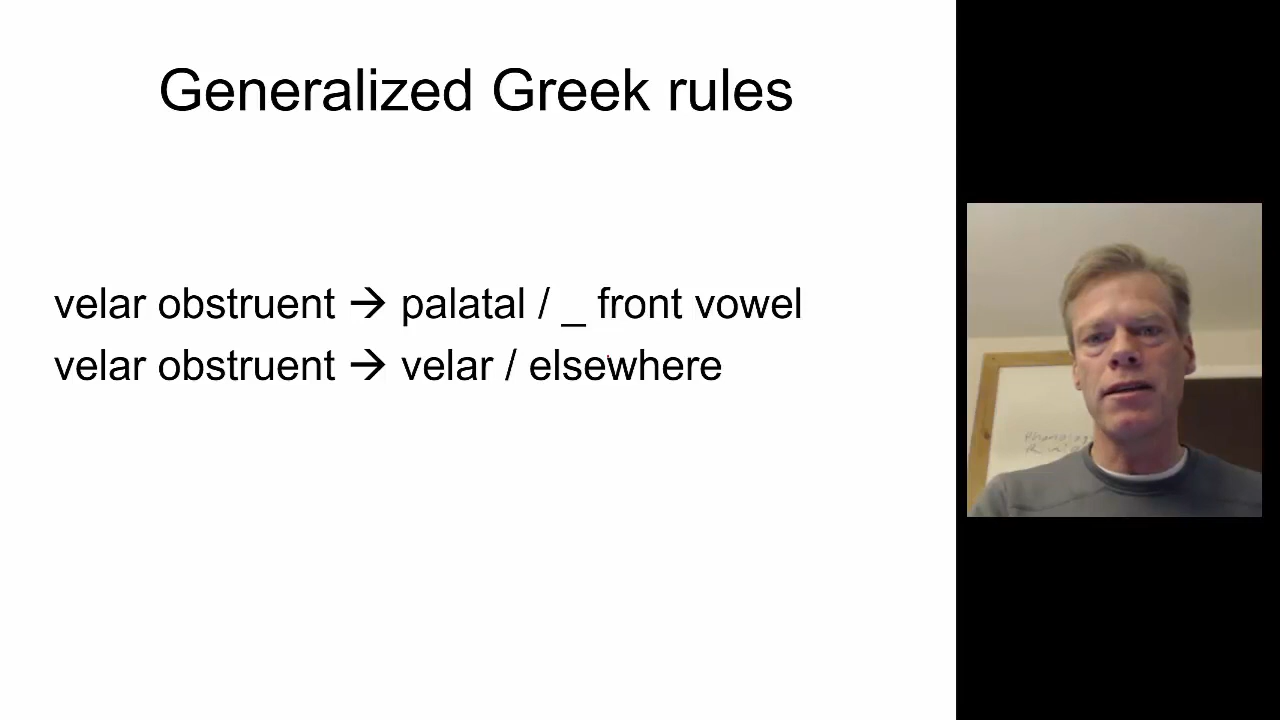 Generalized Greek rules
velar obstruent → palatal / _ front vowel
velar obstruent → velar / elsewhere